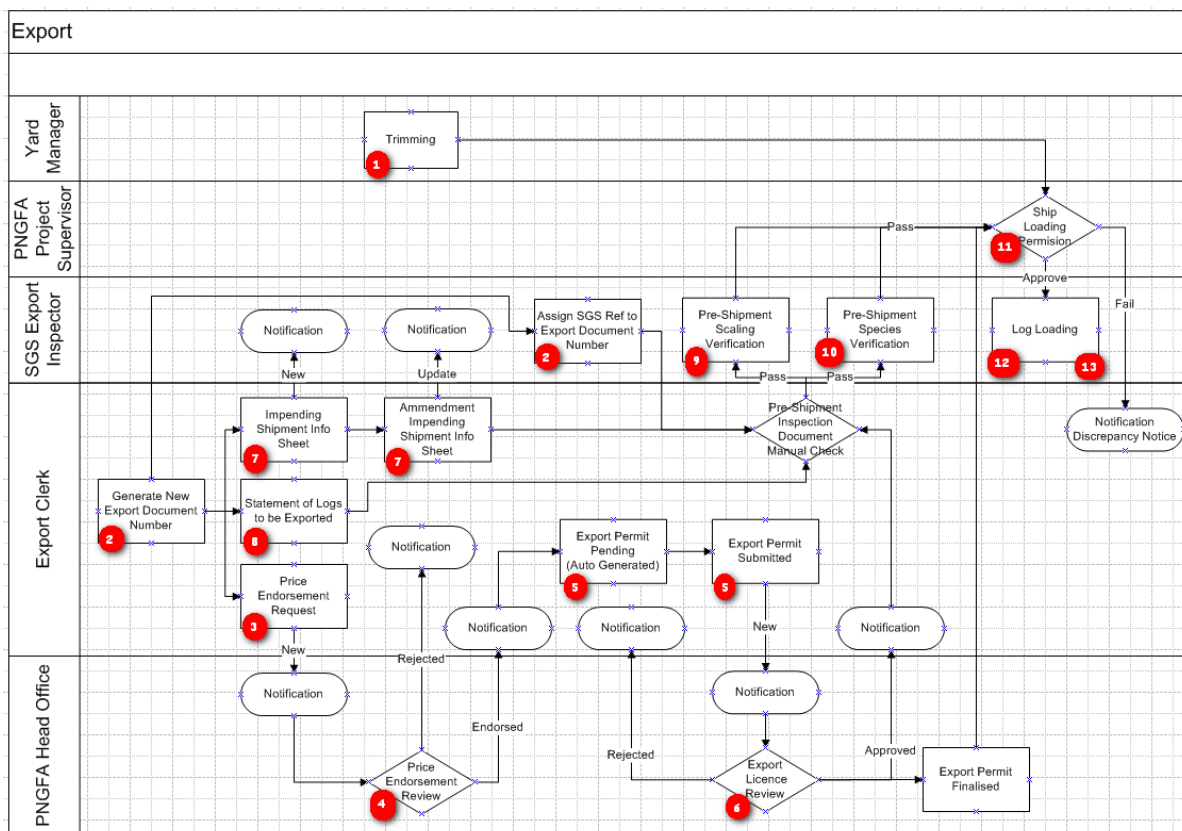 Export
Yard
Manager
Trimming
1
PNGFA
Project
Supervisor
Ship
Loading
Permision
11
Pass
Approve
Fail
SGS Export
Inspector
Notification
Notification
Assign SGS Ref to
Export Document
Number
2
Pre-Shipment
Scaling
Verification
9
Pre-Shipment
Species
Verification
10
Log Loading
12
13
New
Update
Pass
Pass
Export Clerk
Impending
Shipment Info
Sheet
7
Ammendment
Impending
Shipment Info
Sheet
7
Pre-Shipment
Inspection
Document
Manual Check
Notification
Discrepancy Notice
Generate New
Export Document
Number
2
Statement of Logs
to be Exported
8
Notification
Export Permit
Pending
(Auto Generated)
5
Export Permit
Submitted
5
Price
Endorsement
Request
3
Notification
Notification
New
Notification
New
Rejected
PNGFA Head Office
Notification
Notification
Endorsed
Rejected
Approved
Price
Endorsement
Review
4
Export
Licence
Review
6
Export Permit
Finalised